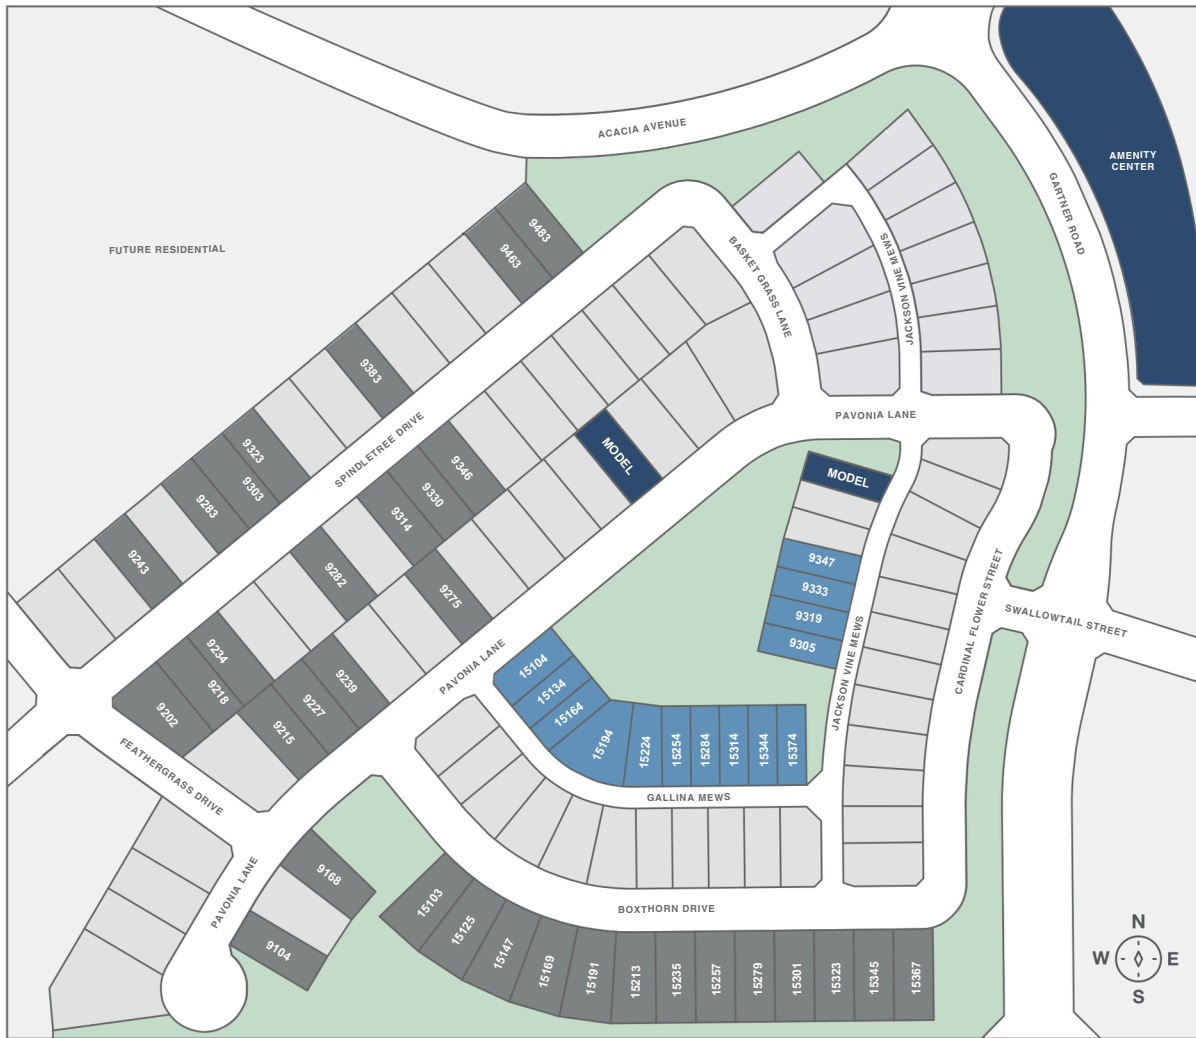 ACACIA AVENUE
AMENITY
CENTER
GARTNER ROAD
FUTURE RESIDENTIAL
9483
9463
BASKET GRASS LANE
JACKSON VINE MEWS
9383
SPINDLETREE DRIVE
PAVONIA LANE
9323
9303
9283
9243
9346
9330
9314
9282
MODEL
MODEL
9347
9333
9319
9305
9275
9234
9218
9202
9239
9227
9215
PAVONIA LANE
JACKSON VINE MEWS
CARDINAL FLOWER STREET
SWALLOWTAIL STREET
15104
15134
15164
15194
15224
15254
15284
15314
15344
15374
GALLINA MEWS
FEATHERGRASS DRIVE
PAVONIA LANE
9168
9104
BOXTHORN DRIVE
15103
15125
15147
15169
15191
15213
15235
15257
15279
15301
15323
15345
15367
N
W
E
S